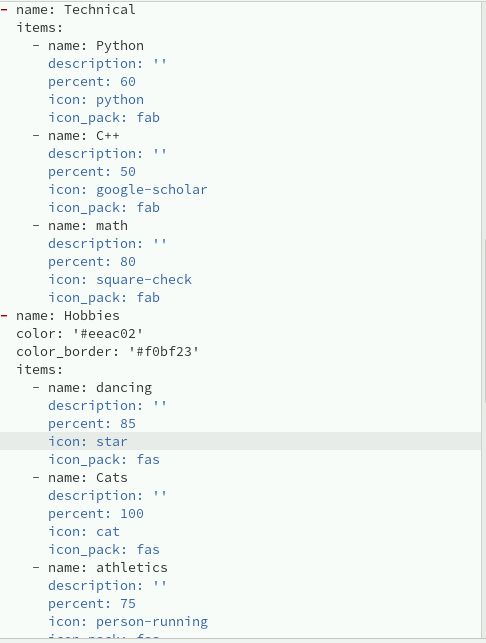 - name: Technical
  items:
    - name: Python
      description: ''
      percent: 60
      icon: python
      icon_pack: fab
    - name: C++
      description: ''
      percent: 50
      icon: google-scholar
      icon_pack: fab
    - name: math
      description: ''
      percent: 80
      icon: square-check
      icon_pack: fab
- name: Hobbies
  color: '#eeac02'
  color_border: '#f0bf23'
  items:
    - name: dancing
      description: ''
      percent: 85
      icon: star
      icon_pack: fas
    - name: Cats
      description: ''
      percent: 100
      icon: cat
      icon_pack: fas
    - name: athletics
      description: ''
      percent: 75
      icon: person-running